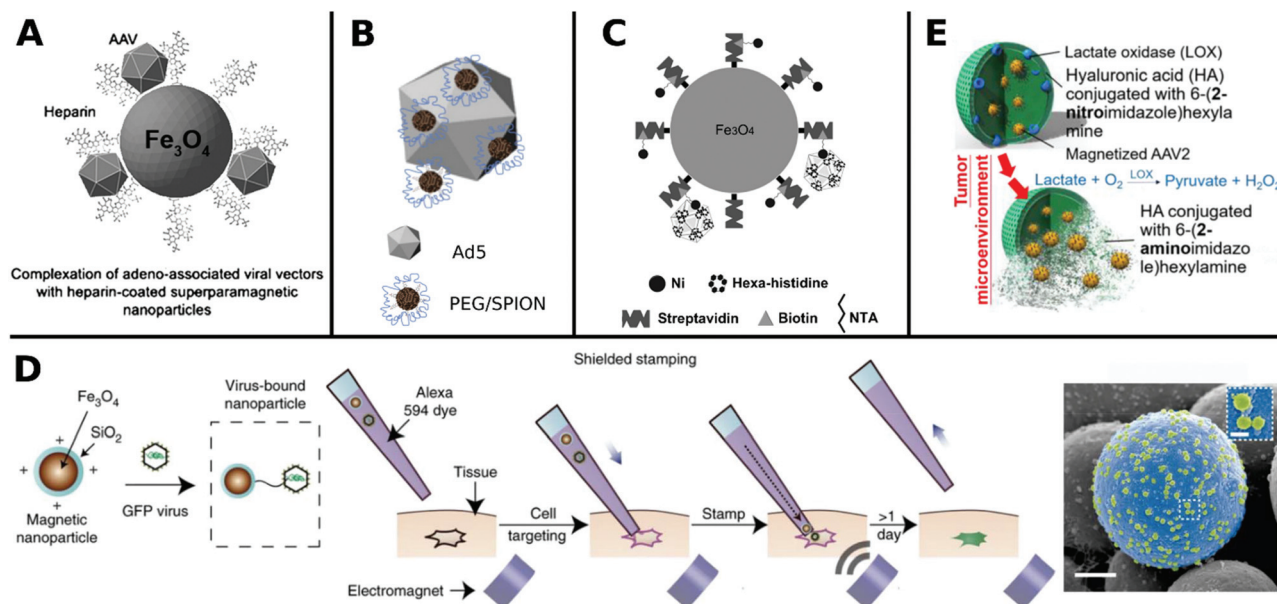 A
AAV
Heparin
Fe3O4
Complexation of adeno-associated viral vectors
with heparin-coated superparamagnetic
nanoparticles
B
Ad5
PEG/SPION
C
Fe3O4
Ni
Hexa-histidine
Streptavidin
Biotin
NTA
E
Lactate oxidase (LOX)
Hyaluronic acid (HA)
conjugated with 6-(2-
nitroimidazole)hexyla
mine
Magnetized AAV2
Tumor
microenvironment
Lactate + O2 LOX Pyruvate + H2O2
HA conjugated
with 6-(2-
aminoimidazo
le)hexylamine
D
Fe3O4
SiO2
+
+
+
+
Magnetic
nanoparticle
GFP virus
Virus-bound
nanoparticle
Shielded stamping
Alexa
594 dye
Tissue
Electromagnet
Cell
targeting
Stamp
>1
day